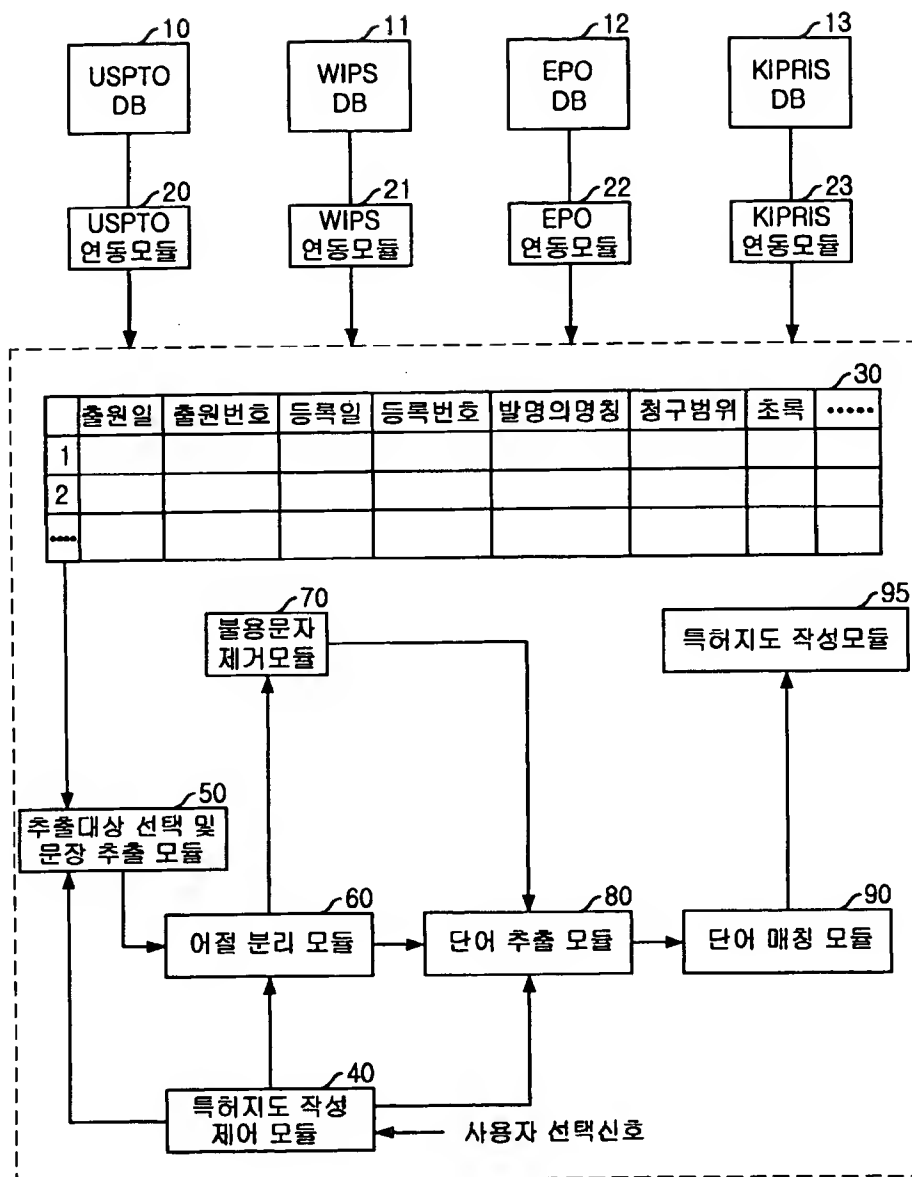 10
11
12
13
USPTO
DB
WIPS
DB
EPO
DB
KIPRIS
DB
20
21
22
23
USPTO
연동모듈
WIPS
연동모듈
EPO
연동모듈
KIPRIS
연동모듈
30
출원일 출원번호 등록일 등록번호 발명의명칭 청구범위 초록 •••••
1
2
••••
70
95
불용문자
제거모듈
특허지도 작성모듈
50
추출대상 선택 및
문장 추출 모듈
60
80
90
어절 분리 모듈
단어 추출 모듈
단어 매칭 모듈
40
특허지도 작성
제어 모듈
사용자 선택신호